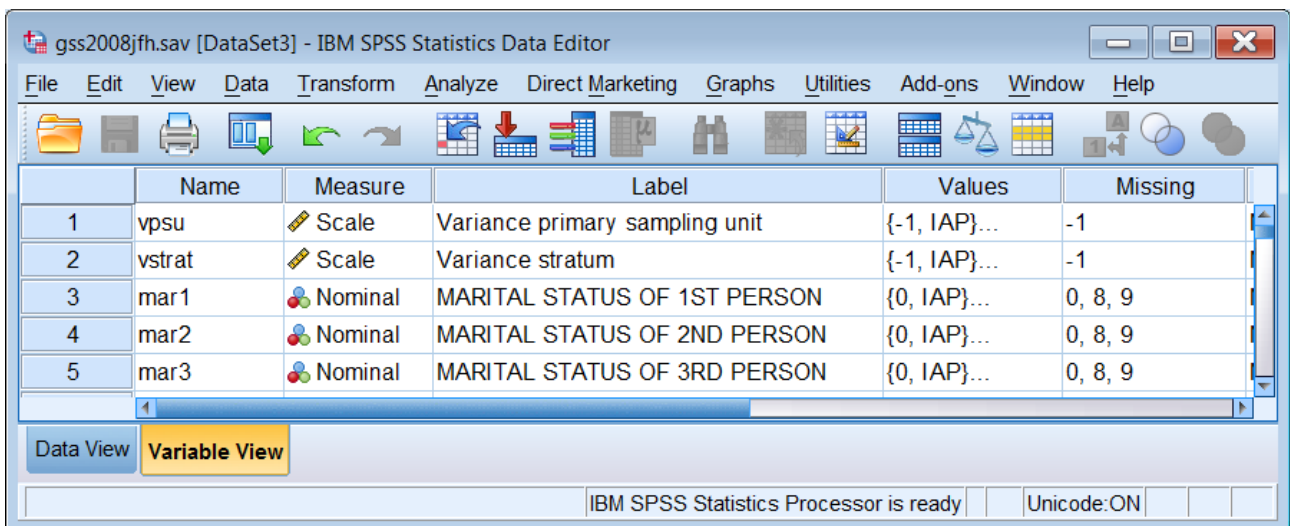 gss2008jfh.sav [DataSet3] - IBM SPSS Statistics Data Editor
File Edit View Data Transform Analyze Direct Marketing Graphs Utilities Add-ons Window Help
Name Measure Label Values Missing
1 vpsu Scale Variance primary sampling unit {-1, IAP}... -1
2 vstrat Scale Variance stratum {-1, IAP}... -1
3 mar1 Nominal MARITAL STATUS OF 1ST PERSON {0, IAP}... 0, 8, 9
4 mar2 Nominal MARITAL STATUS OF 2ND PERSON {0, IAP}... 0, 8, 9
5 mar3 Nominal MARITAL STATUS OF 3RD PERSON {0, IAP}... 0, 8, 9
Data View Variable View
IBM SPSS Statistics Processor is ready Unicode:ON